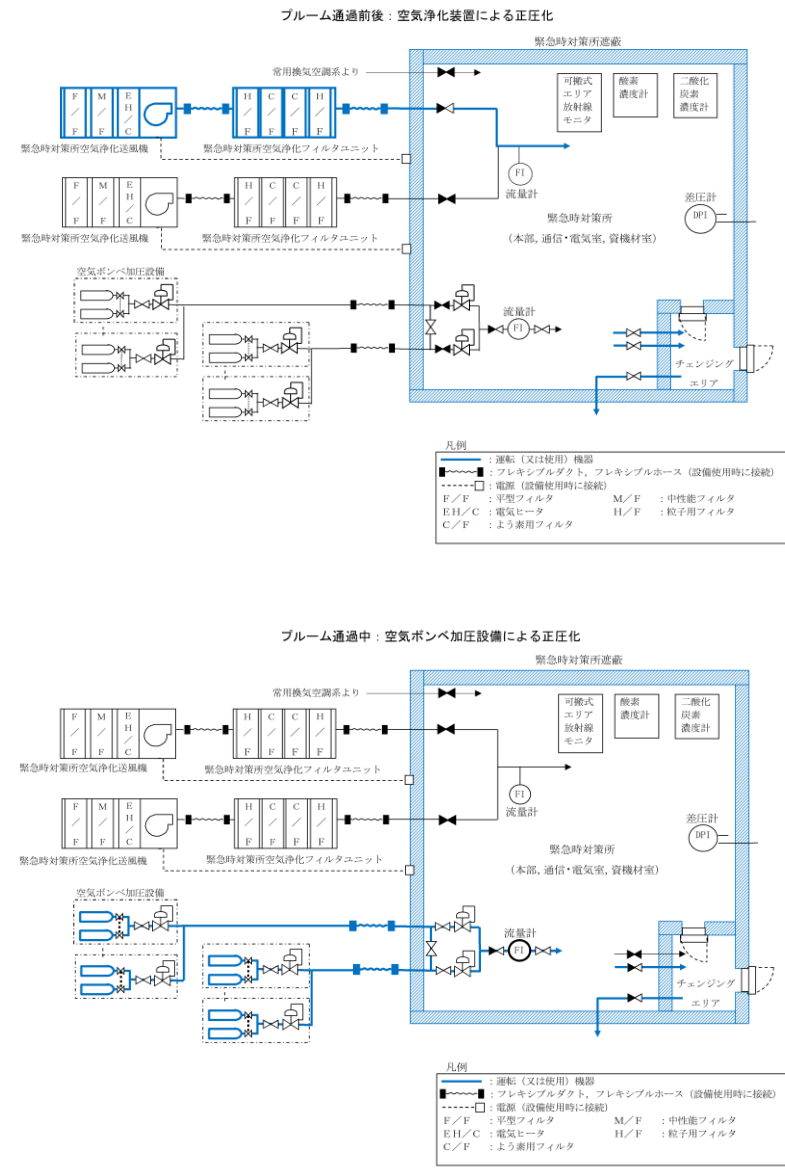 プルーム通過前後：空気浄化装置による正圧化
緊急時対策所遮蔽
常用換気空調系より
可搬式
エリア
放射線
モニタ
酸素
濃度計
二酸化
炭素
濃度計
F／F
M／F
EH／C
H／F
C／F
C／F
H／F
緊急時対策所空気浄化送風機
緊急時対策所空気浄化フィルタユニット
FI
流量計
F／F
M／F
EH／C
H／F
C／F
C／F
H／F
緊急時対策所空気浄化送風機
緊急時対策所空気浄化フィルタユニット
差圧計
DPI
緊急時対策所
（本部, 通信・電気室, 資機材室）
空気ボンベ加圧設備
流量計
FI
チェンジング
エリア
凡例
：運転（又は使用）機器
：フレキシブルダクト，フレキシブルホース（設備使用時に接続）
：電源（設備使用時に接続）
F／F ：平型フィルタ M／F ：中性能フィルタ
EH／C ：電気ヒータ H／F ：粒子用フィルタ
C／F ：よう素用フィルタ
プルーム通過中：空気ボンベ加圧設備による正圧化
緊急時対策所遮蔽
常用換気空調系より
可搬式
エリア
放射線
モニタ
酸素
濃度計
二酸化
炭素
濃度計
F／F
M／F
EH／C
H／F
C／F
C／F
H／F
緊急時対策所空気浄化送風機
緊急時対策所空気浄化フィルタユニット
FI
流量計
F／F
M／F
EH／C
H／F
C／F
C／F
H／F
緊急時対策所空気浄化送風機
緊急時対策所空気浄化フィルタユニット
差圧計
DPI
緊急時対策所
（本部, 通信・電気室, 資機材室）
空気ボンベ加圧設備
流量計
FI
チェンジング
エリア
凡例
：運転（又は使用）機器
：フレキシブルダクト，フレキシブルホース（設備使用時に接続）
：電源（設備使用時に接続）
F／F ：平型フィルタ M／F ：中性能フィルタ
EH／C ：電気ヒータ H／F ：粒子用フィルタ
C／F ：よう素用フィルタ